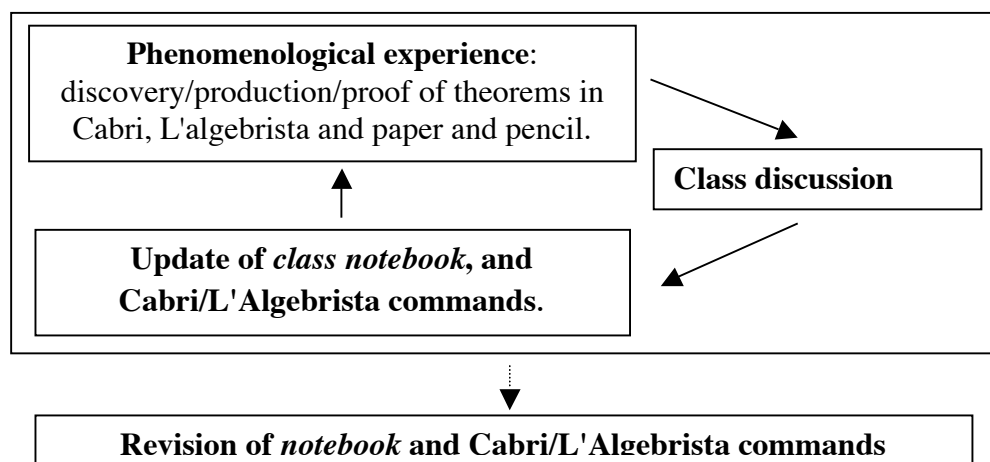 Phenomenological experience:
discovery/production/proof of theorems in
Cabri, L'algebrista and paper and pencil.
Class discussion
Update of class notebook, and
Cabri/L'Algebrista commands.
Revision of notebook and Cabri/L'Algebrista commands